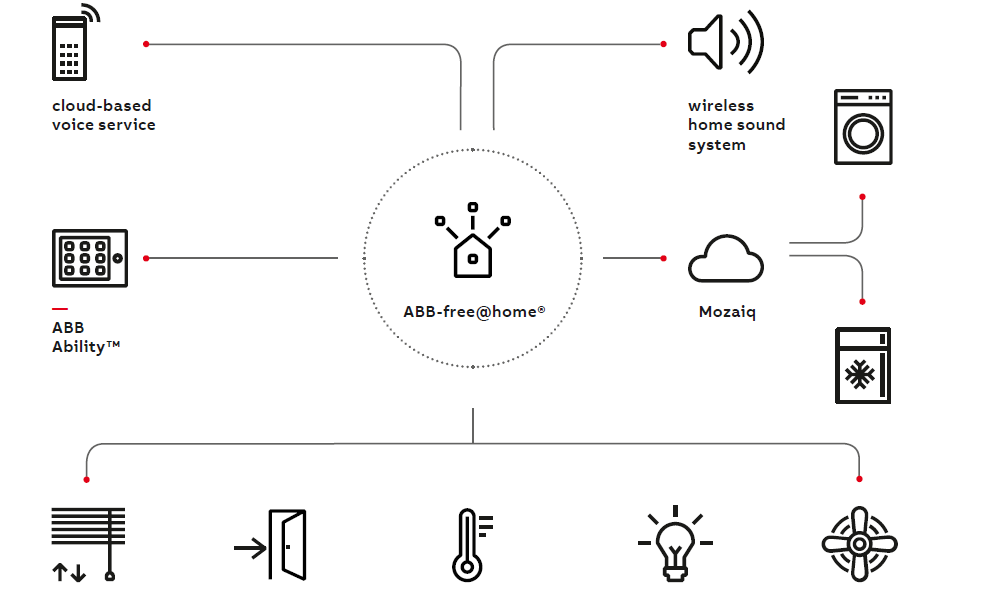 cloud-based
voice service
wireless
home sound
system
ABB-free@home®
Mozaiq
ABB
Ability™